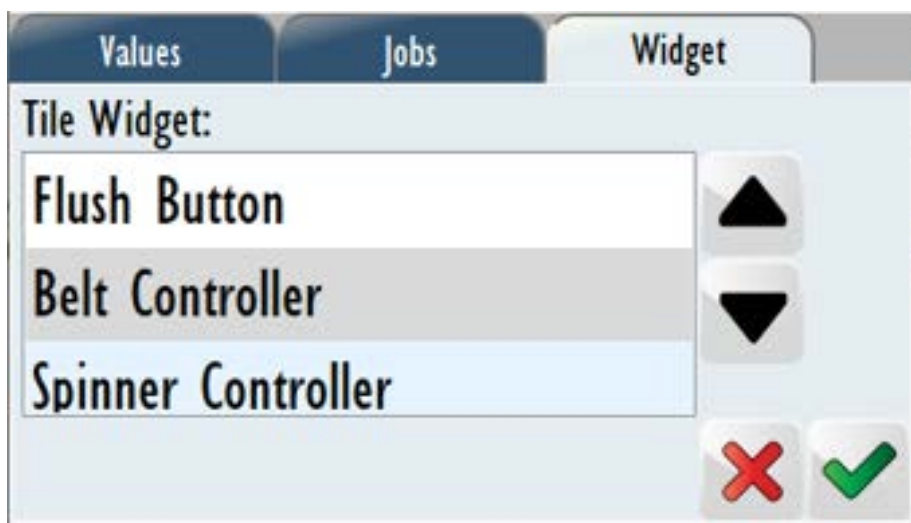 Values Jobs Widget
Tile Widget:
Flush Button
Belt Controller
Spinner Controller